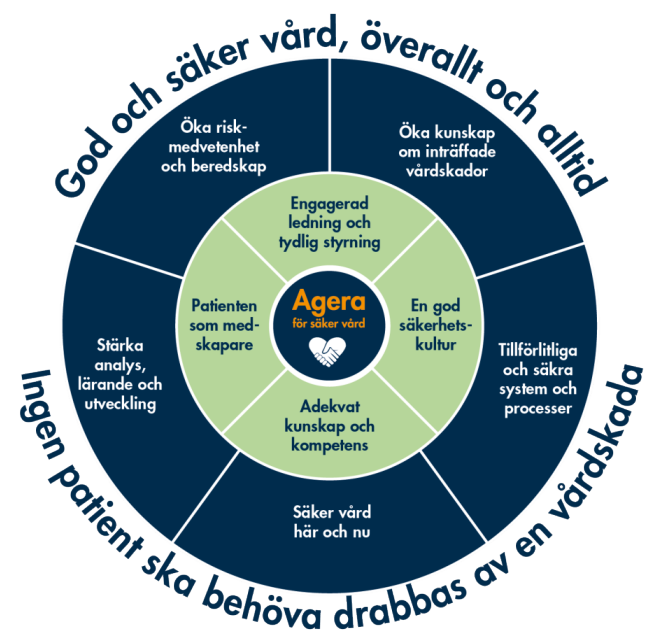 God och säker vård, överallt och alltid
Öka risk-
medvetenhet
och beredskap
Öka kunskap
om inträffade
vårdskador
Engagerad
ledning och
tydlig styrning
Patienten
som med-
skapare
Agera
för säker vård
En god
säkerhets-
kultur
Stärka
analys,
lärande och
utveckling
Tillförlitliga
och säkra
system och
processer
Adekvat
kunskap och
kompetens
Säker vård
här och nu
Ingen patient ska behöva drabbas av en vårdskada